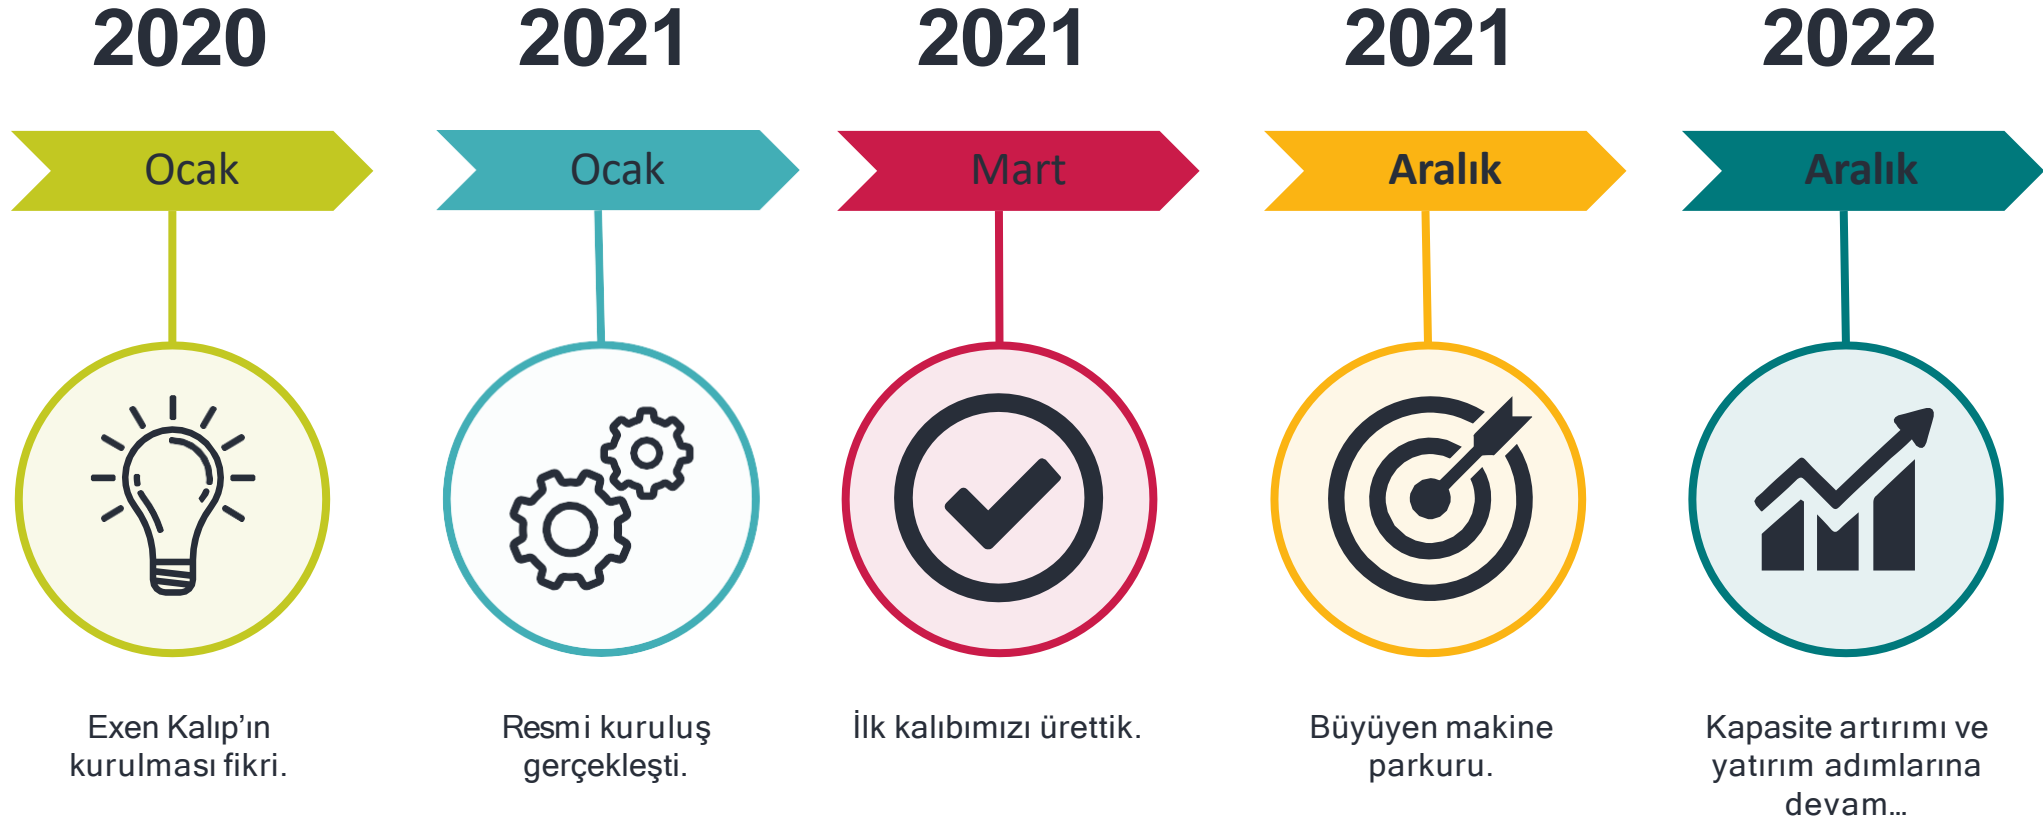 2020
Ocak
Exen Kalıp’ın
kurulması fikri.
2021
Ocak
Resmi kuruluş
gerçekleşti.
2021
Mart
İlk kalıbımızı ürettik.
2021
Aralık
Büyüyen makine
parkuru.
2022
Aralık
Kapasite artırımı ve
yatırım adımlarına
devam...